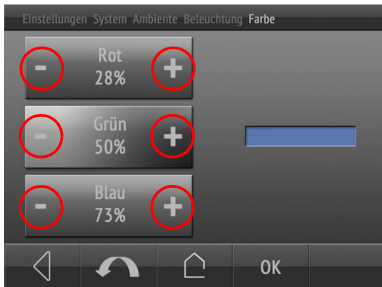 Einstellungen System Ambiente Beleuchtung Farbe
- Rot +
28%
- Grün +
50%
- Blau +
73%
OK